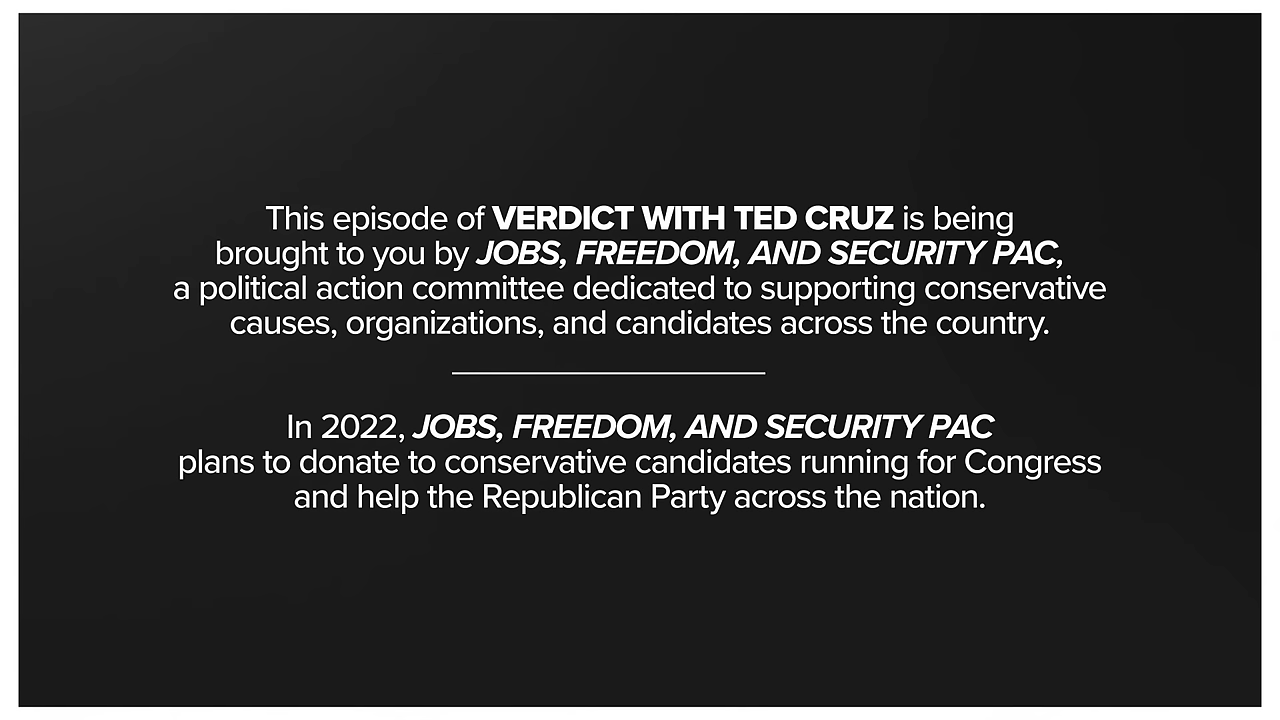 This episode of VERDICT WITH TED CRUZ is being
brought to you by JOBS, FREEDOM, AND SECURITY PAC,
a political action committee dedicated to supporting conservative
causes, organizations, and candidates across the country.
In 2022, JOBS, FREEDOM, AND SECURITY PAC
plans to donate to conservative candidates running for Congress
and help the Republican Party across the nation.